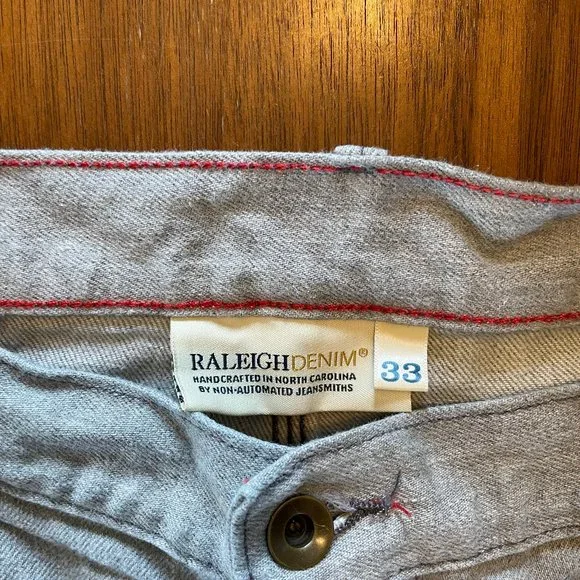 RALEIGHDENIM®
HANDCRAFTED IN NORTH CAROLINA
BY NON-AUTOMATED JEANSMITHS
33